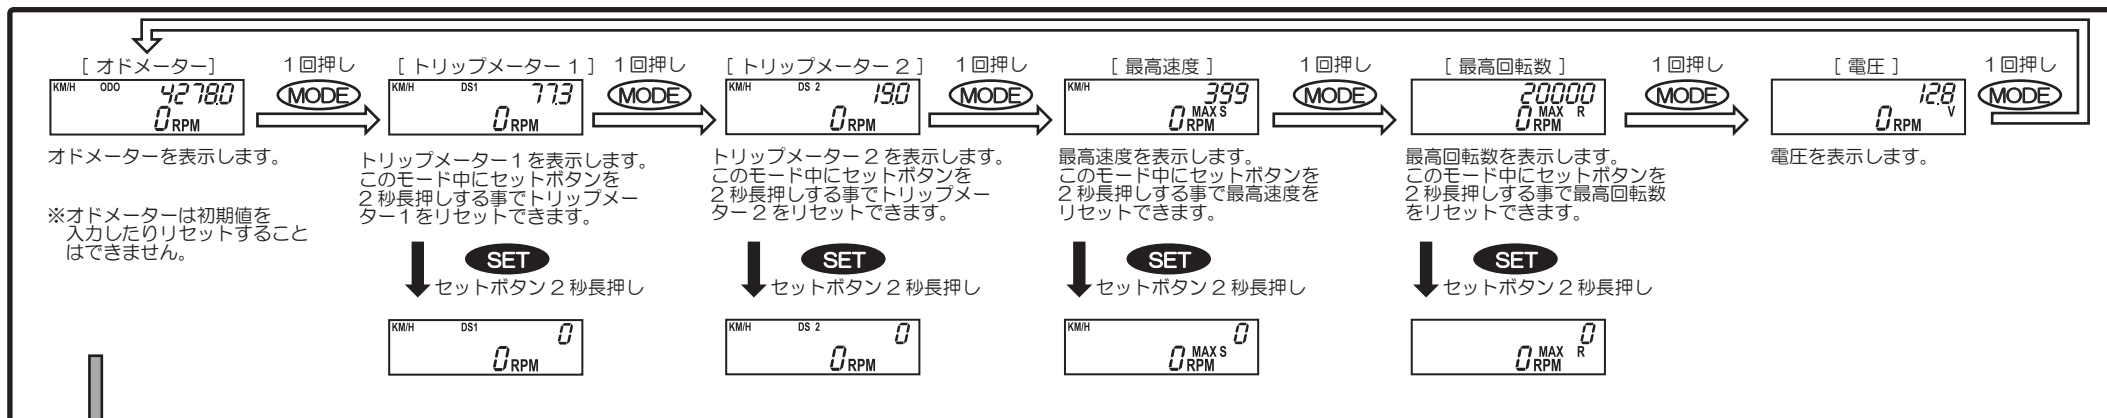 [ オドメーター]
1回押し
[ トリップメーター 1 ]
1回押し
[ トリップメーター 2 ]
1回押し
[ 最高速度 ]
1回押し
[ 最高回転数 ]
1回押し
[ 電圧 ]
1回押し
KM/H ODO 4278.0
0 RPM
MODE
KM/H DS1 77.3
0 RPM
MODE
KM/H DS 2 19.0
0 RPM
MODE
KM/H 399
0 MAX S
RPM
MODE
20000
0 MAX R
RPM
MODE
12.8
V
0 RPM
MODE
オドメーターを表示します。
※オドメーターは初期値を
入力したりリセットすること
はできません。
トリップメーター1を表示します。
このモード中にセットボタンを
2秒長押しする事でトリップメー
ター1をリセットできます。
SET
セットボタン2秒長押し
KM/H DS1 0
0 RPM
トリップメーター2を表示します。
このモード中にセットボタンを
2秒長押しする事でトリップメー
ター2をリセットできます。
SET
セットボタン2秒長押し
KM/H DS 2 0
0 RPM
最高速度を表示します。
このモード中にセットボタンを
2秒長押しする事で最高速度を
リセットできます。
SET
セットボタン2秒長押し
KM/H 0
0 MAX S
RPM
最高回転数を表示します。
このモード中にセットボタンを
2秒長押しする事で最高回転数
をリセットできます。
SET
セットボタン2秒長押し
0
0 MAX R
RPM
電圧を表示します。